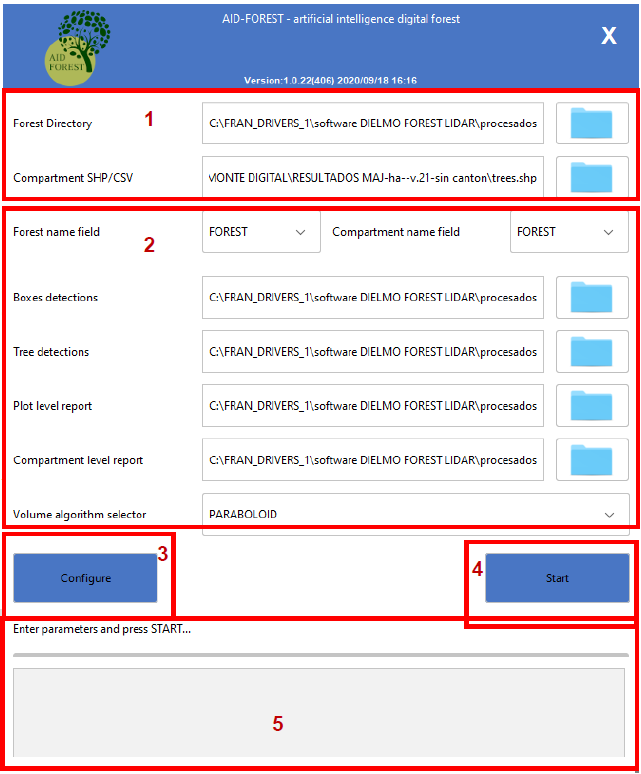 AID-FOREST - artificial intelligence digital forest
X
AID
FOREST
Version:1.0.22(406) 2020/09/18 16:16
Forest Directory
1
C:\FRAN_DRIVERS_1\software DIELMO FOREST LIDAR\procesados
Compartment SHP/CSV
MONTE DIGITAL\RESULTADOS MAJ-ha--v.21-sin canton\trees.shp
Forest name field
2
FOREST
Compartment name field
FOREST
Boxes detections
C:\FRAN_DRIVERS_1\software DIELMO FOREST LIDAR\procesados
Tree detections
C:\FRAN_DRIVERS_1\software DIELMO FOREST LIDAR\procesados
Plot level report
C:\FRAN_DRIVERS_1\software DIELMO FOREST LIDAR\procesados
Compartment level report
C:\FRAN_DRIVERS_1\software DIELMO FOREST LIDAR\procesados
Volume algorithm selector
PARABOLOID
3
Configure
4
Start
Enter parameters and press START...
5